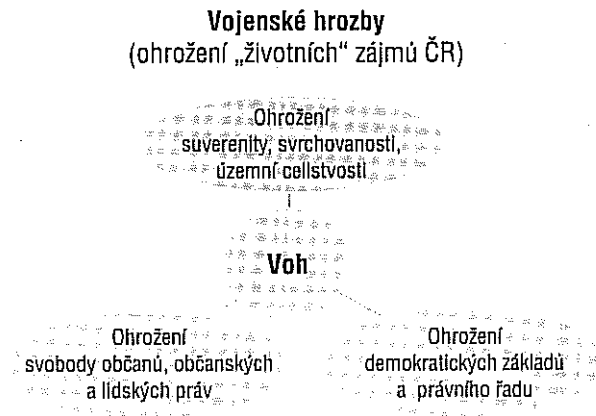 Vojenské hrozby
(ohrožení „životních“ zájmů ČR)
Ohrožení
suverenity, svrchovanosti,
územní celistvosti
Voh
Ohrožení
svobody občanů, občanských
a lidských práv
Ohrožení
demokratických základů
a právního řadu